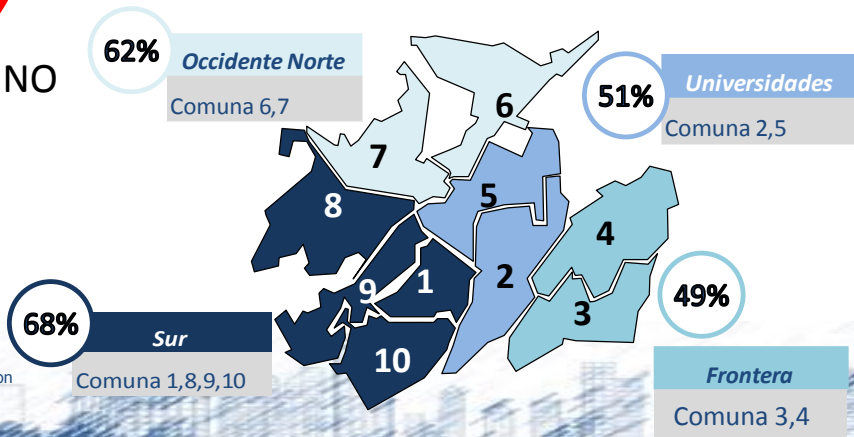 NO
62%
Occidente Norte
Comuna 6,7
51%
Universidades
Comuna 2,5
6
7
5
8
4
2
1
9
3
10
49%
Frontera
Comuna 3,4
68%
Sur
Comuna 1,8,9,10
on